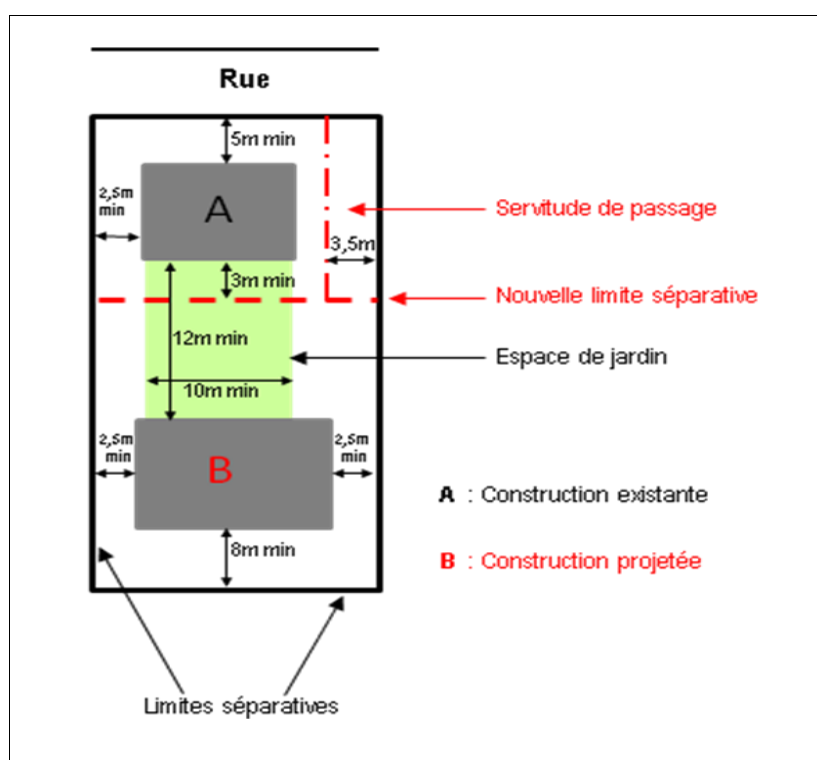 Rue
5m min
2,5m
min
A
Servitude de passage
3,5m
3m min
Nouvelle limite séparative
12m min
Espace de jardin
10m min
2,5m
min
2,5m
min
B
A : Construction existante
8m min
B : Construction projetée
Limites séparatives